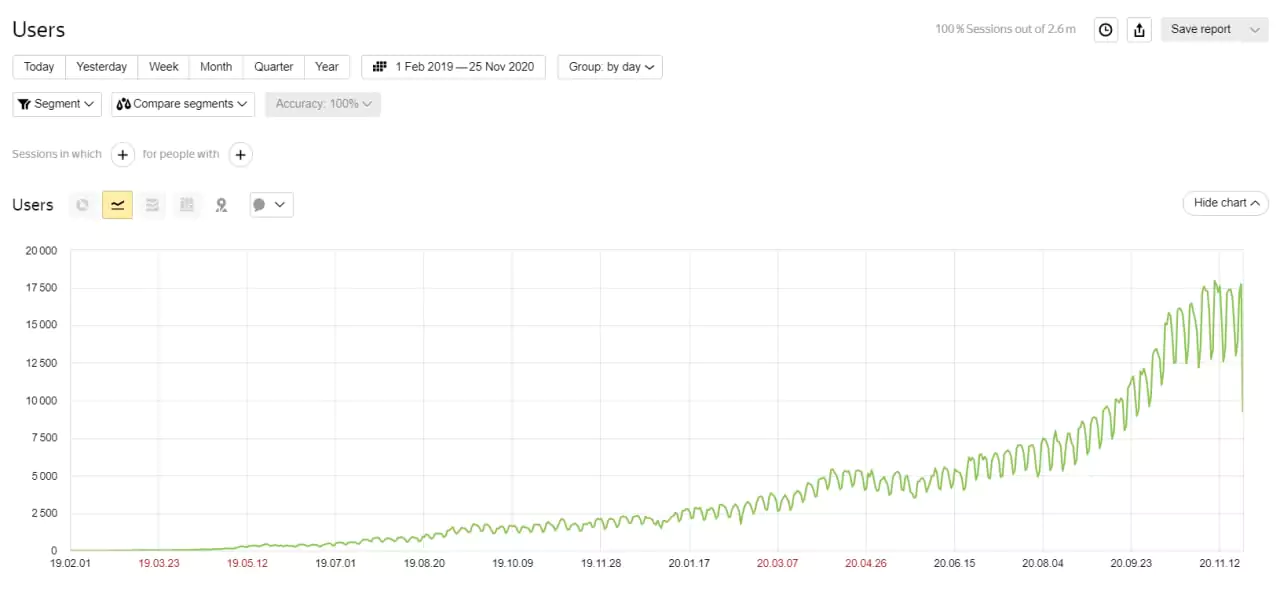 Users
100 % Sessions out of 2.6 m
Save report
Today Yesterday Week Month Quarter Year 1 Feb 2019 — 25 Nov 2020 Group: by day
Segment Compare segments Accuracy: 100%
Sessions in which + for people with +
Users
Hide chart
20 000
17 500
15 000
12 500
10 000
7 500
5 000
2 500
0
19.02.01 19.03.23 19.05.12 19.07.01 19.08.20 19.10.09 19.11.28 20.01.17 20.03.07 20.04.26 20.06.15 20.08.04 20.09.23 20.11.12